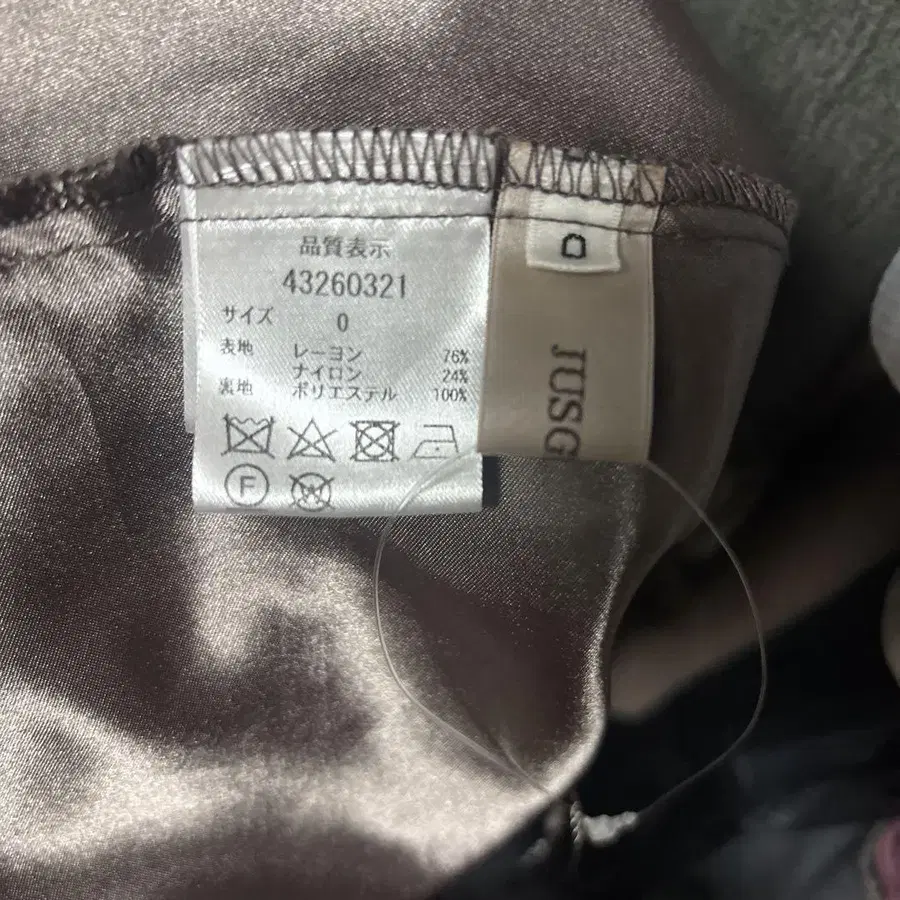 品質表示
43260321
サイズ 0
表地 レーヨン 76%
ナイロン 24%
裏地 ポリエステル 100%
F
0
JUSG